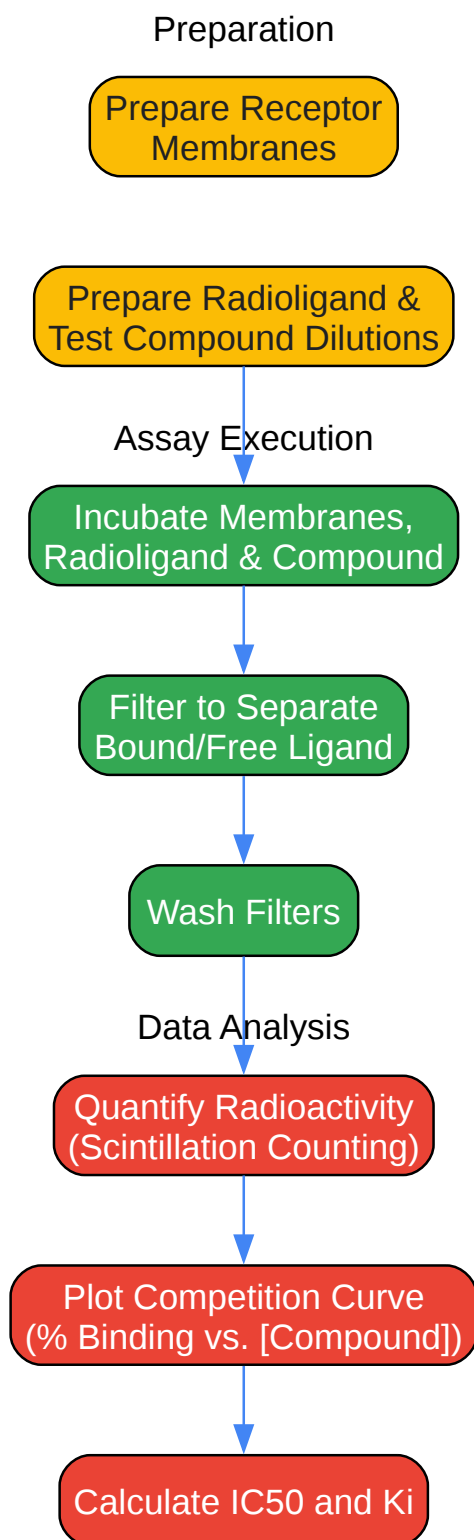 Preparation
Prepare Receptor
Membranes
Prepare Radioligand &
Test Compound Dilutions
Assay Execution
Incubate Membranes,
Radioligand & Compound
Filter to Separate
Bound/Free Ligand
Wash Filters
Data Analysis
Quantify Radioactivity
(Scintillation Counting)
Plot Competition Curve
(% Binding vs. [Compound])
Calculate IC50 and Ki